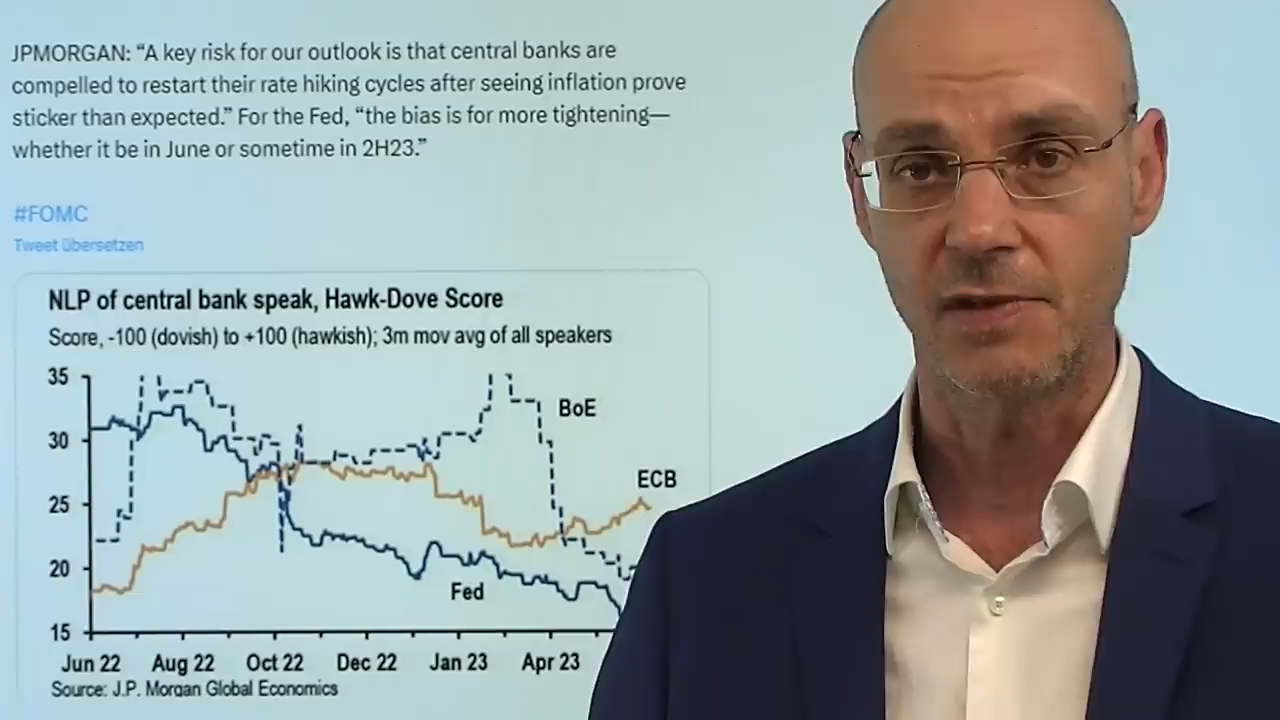 JPMORGAN: “A key risk for our outlook is that central banks are
compelled to restart their rate hiking cycles after seeing inflation prove
sticker than expected.” For the Fed, “the bias is for more tightening—
whether it be in June or sometime in 2H23.”
#FOMC
Tweet übersetzen
NLP of central bank speak, Hawk-Dove Score
Score, -100 (dovish) to +100 (hawkish); 3m mov avg of all speakers
35
30
25
20
15
BoE
ECB
Fed
Jun 22 Aug 22 Oct 22 Dec 22 Jan 23 Apr 23
Source: J.P. Morgan Global Economics